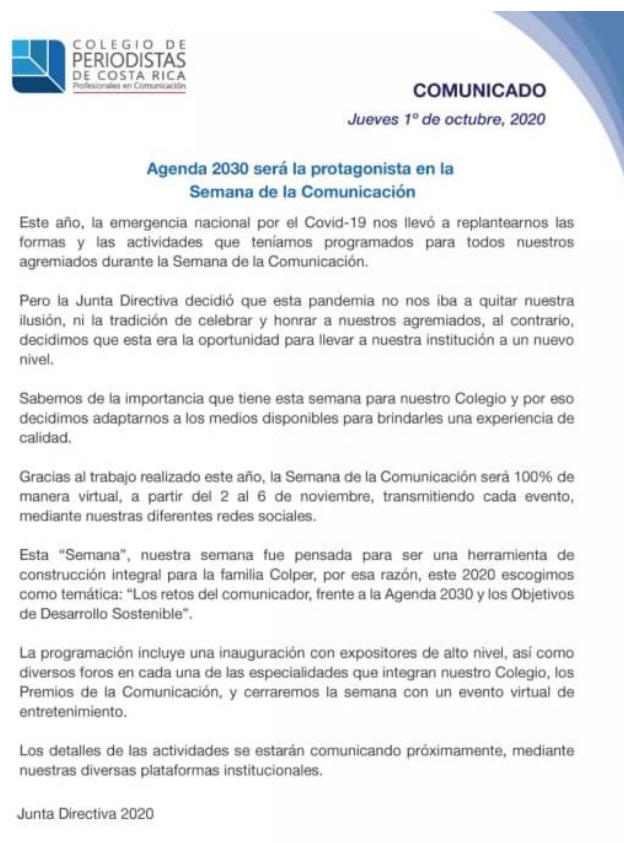 COLEGIO DE
PERIODISTAS
DE COSTA RICA
Profesionales en Comunicación
COMUNICADO
Jueves 1º de octubre, 2020
Agenda 2030 será la protagonista en la
Semana de la Comunicación
Este año, la emergencia nacional por el Covid-19 nos llevó a replantearnos las
formas y las actividades que teníamos programados para todos nuestros
agremiados durante la Semana de la Comunicación.
Pero la Junta Directiva decidió que esta pandemia no nos iba a quitar nuestra
ilusión, ni la tradición de celebrar y honrar a nuestros agremiados, al contrario,
decidimos que esta era la oportunidad para llevar a nuestra institución a un nuevo
nivel.
Sabemos de la importancia que tiene esta semana para nuestro Colegio y por eso
decidimos adaptarnos a los medios disponibles para brindarles una experiencia de
calidad.
Gracias al trabajo realizado este año, la Semana de la Comunicación será 100% de
manera virtual, a partir del 2 al 6 de noviembre, transmitiendo cada evento,
mediante nuestras diferentes redes sociales.
Esta “Semana”, nuestra semana fue pensada para ser una herramienta de
construcción integral para la familia Colper, por esa razón, este 2020 escogimos
como temática: “Los retos del comunicador, frente a la Agenda 2030 y los Objetivos
de Desarrollo Sostenible”.
La programación incluye una inauguración con expositores de alto nivel, así como
diversos foros en cada una de las especialidades que integran nuestro Colegio, los
Premios de la Comunicación, y cerraremos la semana con un evento virtual de
entretenimiento.
Los detalles de las actividades se estarán comunicando próximamente, mediante
nuestras diversas plataformas institucionales.
Junta Directiva 2020